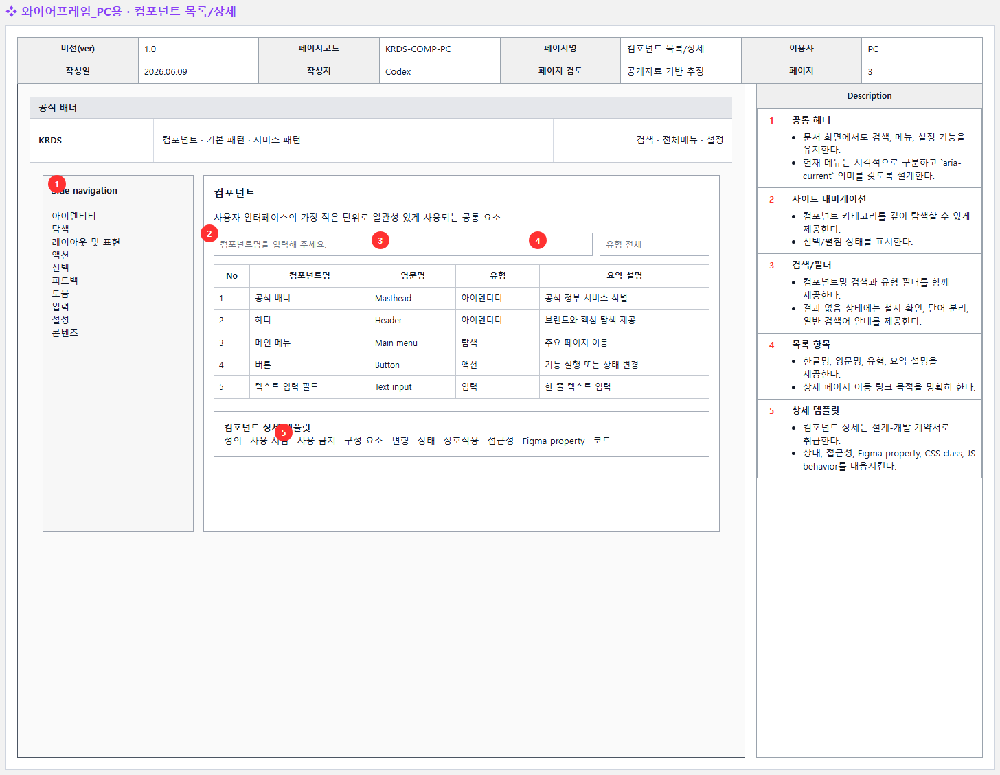 와이어프레임_PC용 · 컴포넌트 목록/상세
버전(ver) 1.0 페이지코드 KRDS-COMP-PC 페이지명 컴포넌트 목록/상세 이용자 PC
작성일 2026.06.09 작성자 Codex 페이지 검토 공개자료 기반 추정 페이지 3
공식 배너
KRDS 컴포넌트 · 기본 패턴 · 서비스 패턴 검색 · 전체메뉴 · 설정
1
navigation
아이덴티티
탐색
레이아웃 및 표현
액션
선택
피드백
도움
입력
설정
콘텐츠
컴포넌트
사용자 인터페이스의 가장 작은 단위로 일관성 있게 사용되는 공통 요소
2
컴포넌트명을 입력해 주세요. 3 4 유형 전체
No 컴포넌트명 영문명 유형 요약 설명
1 공식 배너 Masthead 아이덴티티 공식 정부 서비스 식별
2 헤더 Header 아이덴티티 브랜드와 핵심 탐색 제공
3 메인 메뉴 Main menu 탐색 주요 페이지 이동
4 버튼 Button 액션 기능 실행 또는 상태 변경
5 텍스트 입력 필드 Text input 입력 한 줄 텍스트 입력
컴포넌트
5
정의 · 사용 · 사용 금지 · 구성 요소 · 변형 · 상태 · 상호작용 · 접근성 · Figma property · 코드
Description
1 공통 헤더
• 문서 화면에서도 검색, 메뉴, 설정 기능을
유지한다.
• 현재 메뉴는 시각적으로 구분하고 `aria-
current` 의미를 갖도록 설계한다.
2 사이드 내비게이션
• 컴포넌트 카테고리를 깊이 탐색할 수 있게
제공한다.
• 선택/펼침 상태를 표시한다.
3 검색/필터
• 컴포넌트명 검색과 유형 필터를 함께
제공한다.
• 결과 없음 상태에는 철자 확인, 단어 분리,
일반 검색어 안내를 제공한다.
4 목록 항목
• 한글명, 영문명, 유형, 요약 설명을
제공한다.
• 상세 페이지 이동 링크 목적을 명확히 한다.
5 상세 템플릿
• 컴포넌트 상세는 설계-개발 계약서로
취급한다.
• 상태, 접근성, Figma property, CSS class, JS
behavior를 대응시킨다.